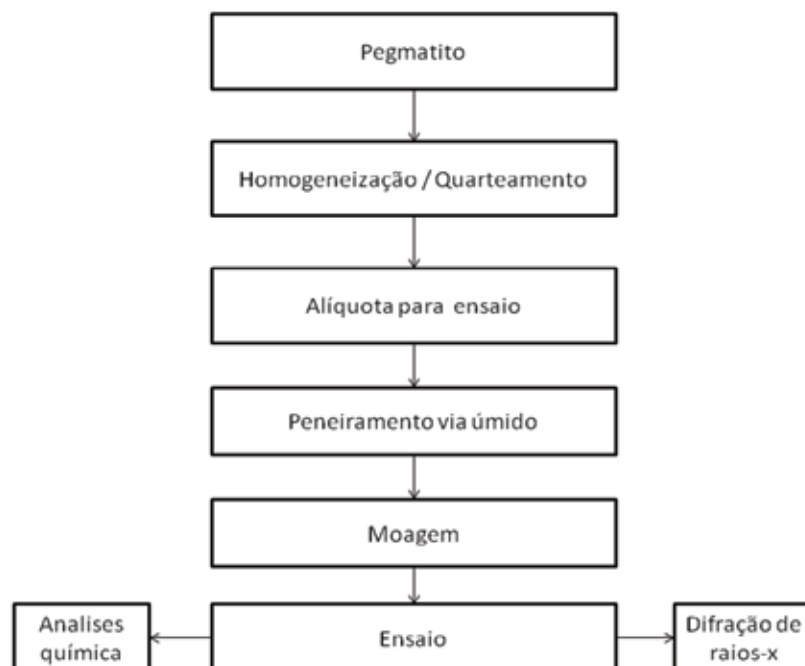 Pegmatito
Homogeneização / Quarteamento
Alíquota para ensaio
Peneiramento via úmido
Moagem
Analises
química
Ensaio
Difração de
raios-x